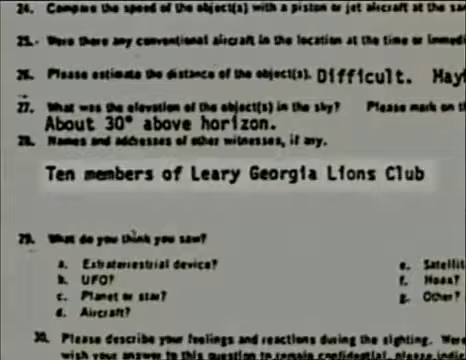 24. Compare the speed of the object(s) with a piston or jet aircraft at the
25. Were there any conventional aircraft in the location at the time or
26. Please estimate the distance of the object(s). Difficult.
27. What was the elevation of the object(s) in the sky? Please mark on
About 30° above horizon.
28. Names and addresses of other witnesses, if any.
Ten members of Leary Georgia Lions Club
29. What do you think you saw?
a. Extraterrestrial device?
b. UFO?
c. Planet or star?
d. Aircraft?
e. Satellit
f. Hoax?
g. Other?
30. Please describe your feelings and reactions during the sighting. Were
wish your answer to this question to remain confidential, please indic